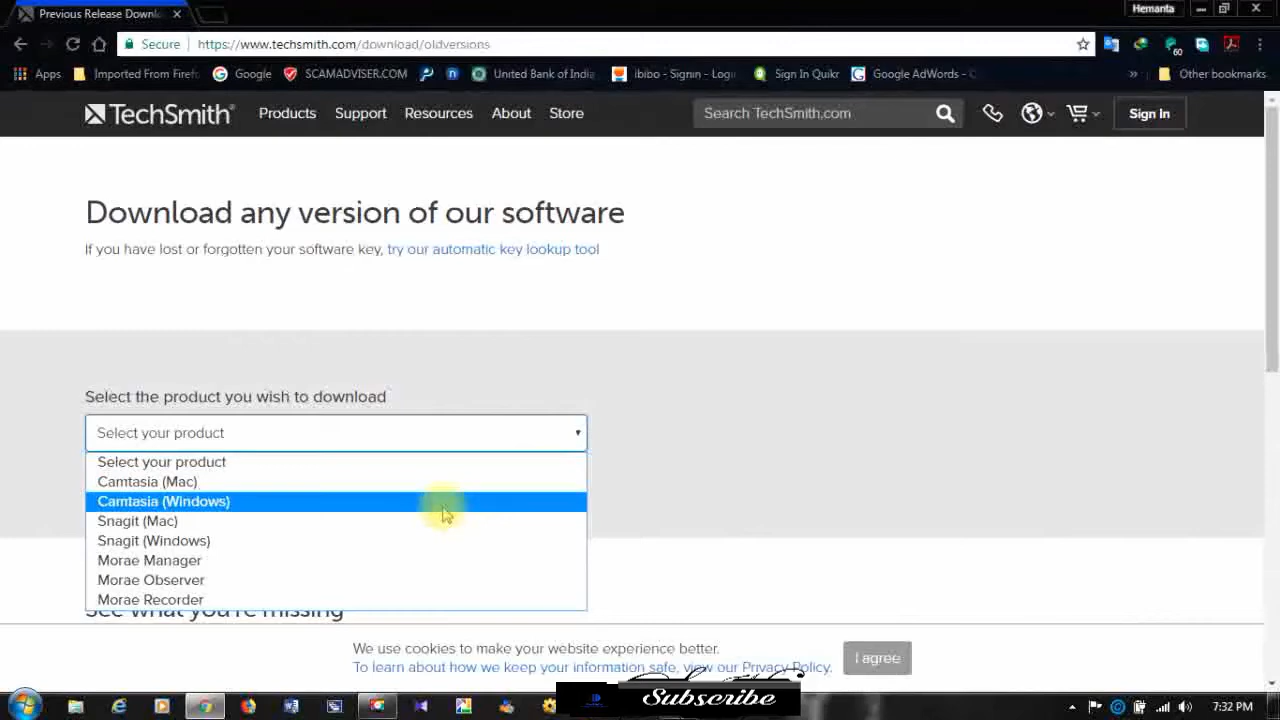 Previous Release Downlo
Hemanta
Secure
https://www.techsmith.com/download/oldversions
60
Apps
Imported From Firef
Google
SCAMADVISER.COM
United Bank of India
ibibo - Signin - Logi
Sign In Quikr
Google AdWords - C
»
Other bookmarks
TechSmith®
Products
Support
Resources
About
Store
Search TechSmith.com
Sign In
Download any version of our software
If you have lost or forgotten your software key, try our automatic key lookup tool
Select the product you wish to download
Select your product
Select your product
Camtasia (Mac)
Camtasia (Windows)
Snagit (Mac)
Snagit (Windows)
Morae Manager
Morae Observer
Morae Recorder
See what you're missing
We use cookies to make your website experience better.
To learn about how we keep your information safe, view our Privacy Policy.
I agree
Subscribe
7:32 PM